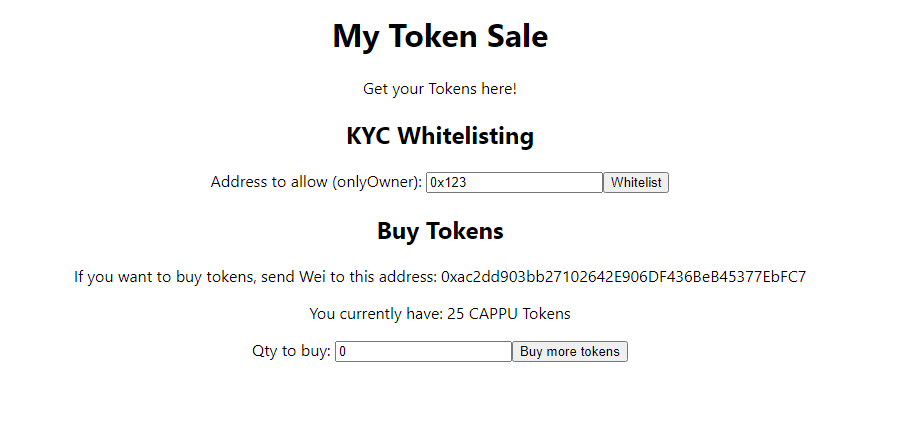 My Token Sale
Get your Tokens here!
KYC Whitelisting
Address to allow (onlyOwner): 0x123 Whitelist
Buy Tokens
If you want to buy tokens, send Wei to this address: 0xac2dd903bb27102642E906DF436BeB45377EbFC7
You currently have: 25 CAPPU Tokens
Qty to buy: 0 Buy more tokens